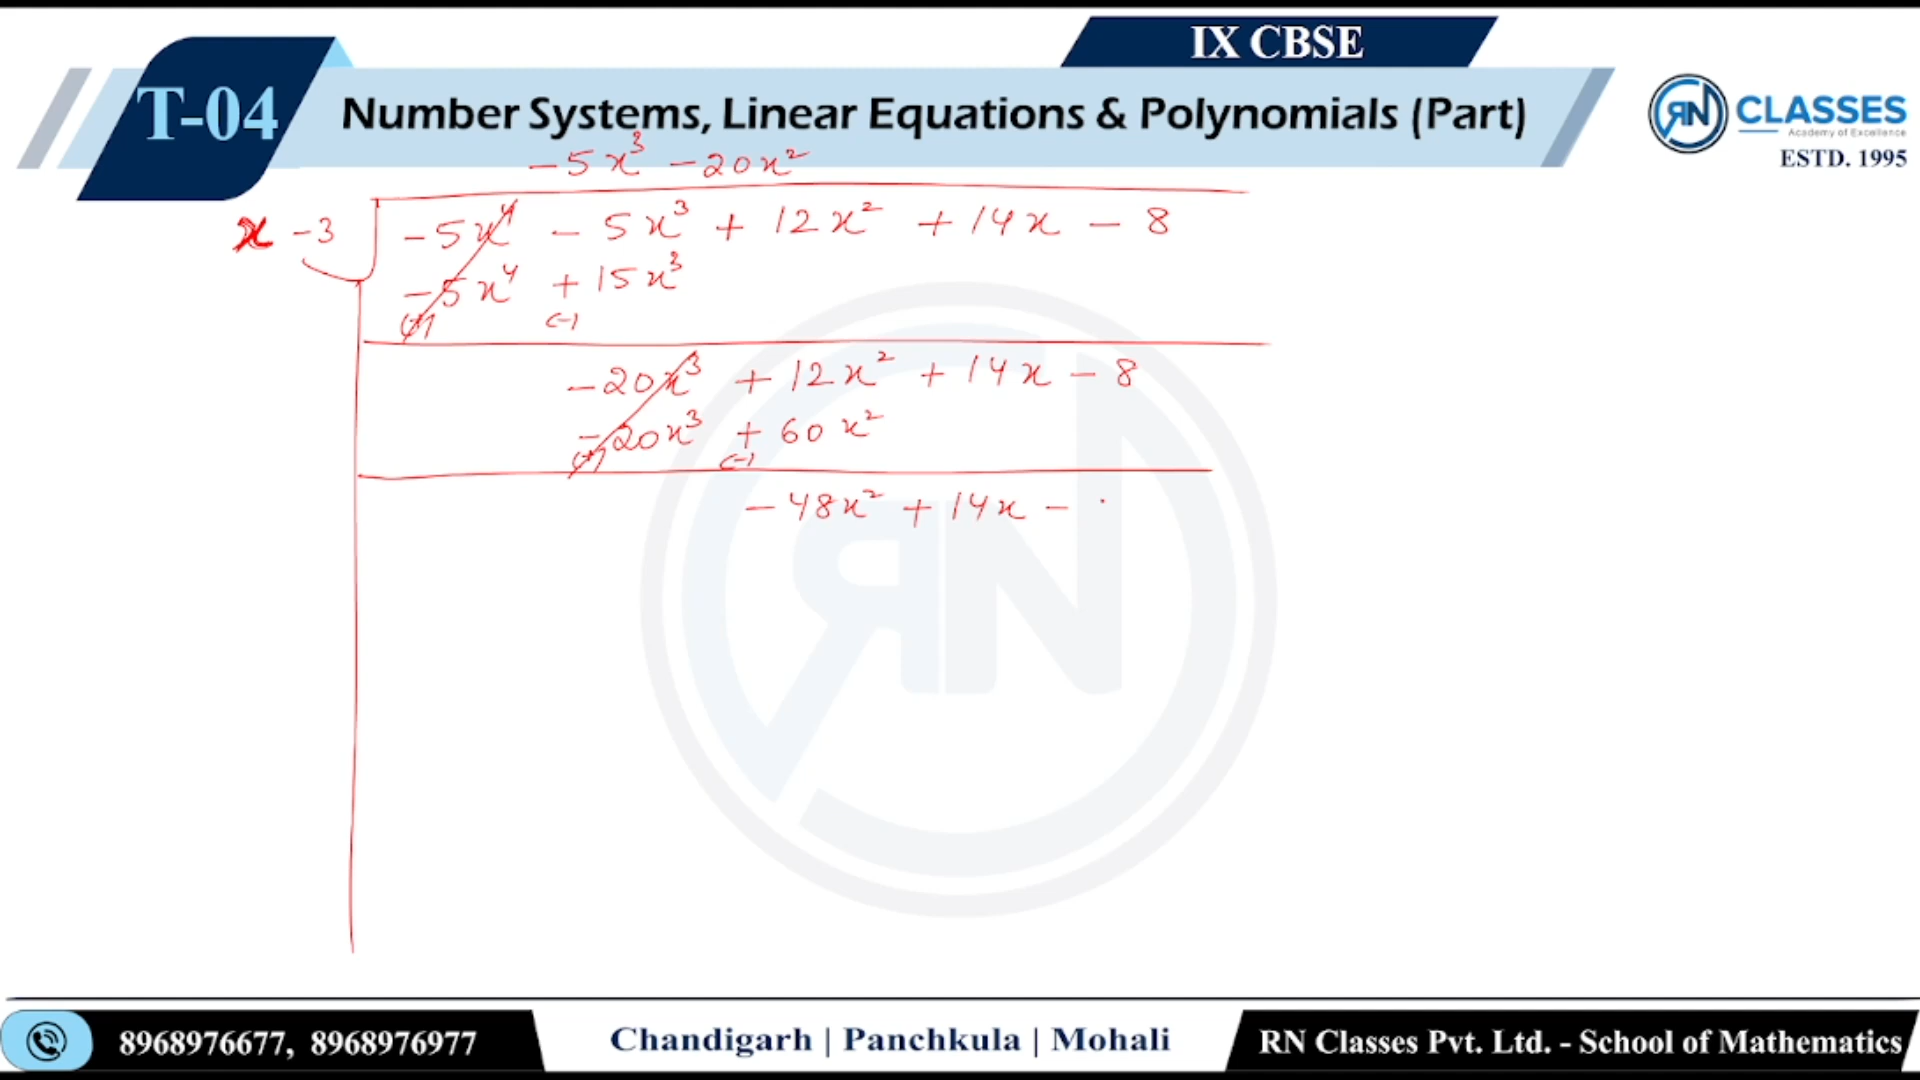 IX CBSE
T-04
Number Systems, Linear Equations & Polynomials (Part)
RN CLASSES
Academy of Excellence
ESTD. 1995
-5x³ -20x²
x -3
-5x⁴ - 5x³ + 12x² + 14x - 8
-5x⁴ + 15x³
(+) (-)
-20x³ + 12x² + 14x - 8
-20x³ + 60x²
(+) (-)
-48x² + 14x -
RN
8968976677, 8968976977
Chandigarh | Panchkula | Mohali
RN Classes Pvt. Ltd. - School of Mathematics